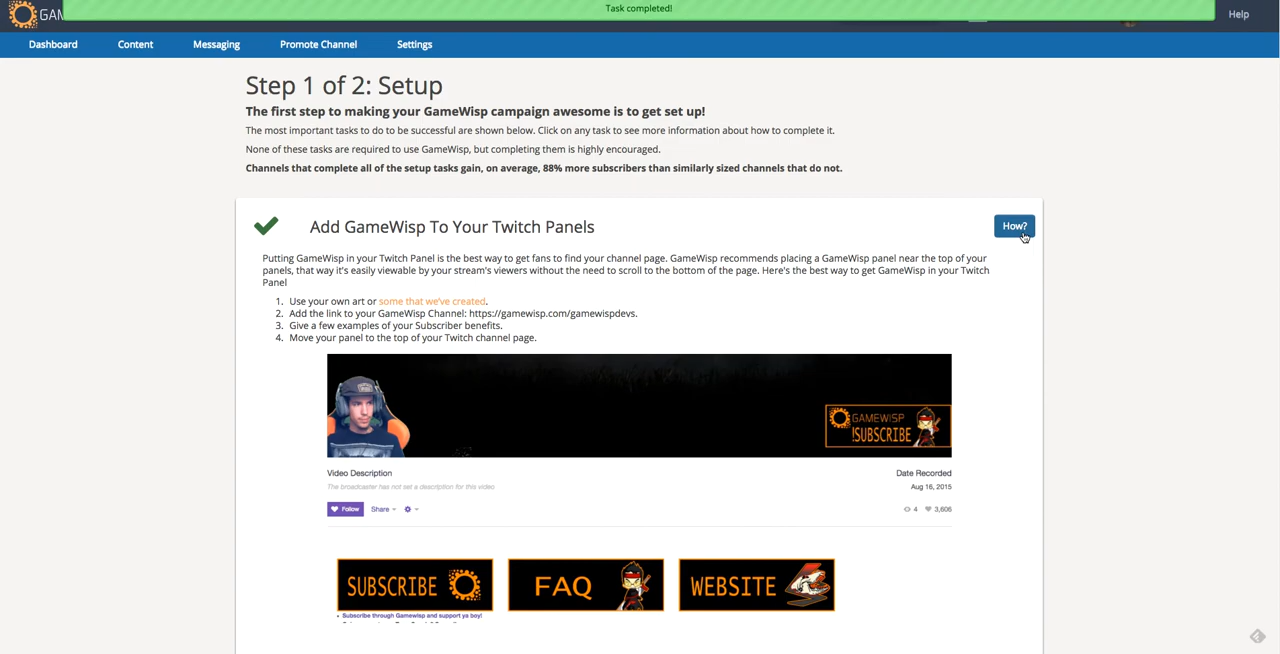 Task completed!
GAM
Help
Dashboard Content Messaging Promote Channel Settings
Step 1 of 2: Setup
The first step to making your GameWisp campaign awesome is to get set up!
The most important tasks to do to be successful are shown below. Click on any task to see more information about how to complete it.
None of these tasks are required to use GameWisp, but completing them is highly encouraged.
Channels that complete all of the setup tasks gain, on average, 88% more subscribers than similarly sized channels that do not.
Add GameWisp To Your Twitch Panels
How?
Putting GameWisp in your Twitch Panel is the best way to get fans to find your channel page. GameWisp recommends placing a GameWisp panel near the top of your
panels, that way it's easily viewable by your stream's viewers without the need to scroll to the bottom of the page. Here's the best way to get GameWisp in your Twitch
Panel
1. Use your own art or some that we've created.
2. Add the link to your GameWisp Channel: https://gamewisp.com/gamewispdevs.
3. Give a few examples of your Subscriber benefits.
4. Move your panel to the top of your Twitch channel page.
GAMEWISP
!SUBSCRIBE
Video Description Date Recorded
The broadcaster has not set a description for this video Aug 16, 2015
Follow Share 4 3,606
SUBSCRIBE FAQ WEBSITE
Subscribe through Gamewisp and support ya boy!